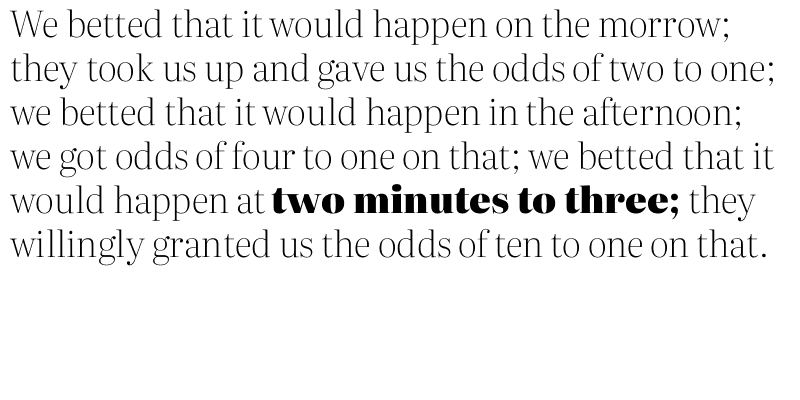 We betted that it would happen on the morrow;
they took us up and gave us the odds of two to one;
we betted that it would happen in the afternoon;
we got odds of four to one on that; we betted that it
would happen at two minutes to three; they
willingly granted us the odds of ten to one on that.